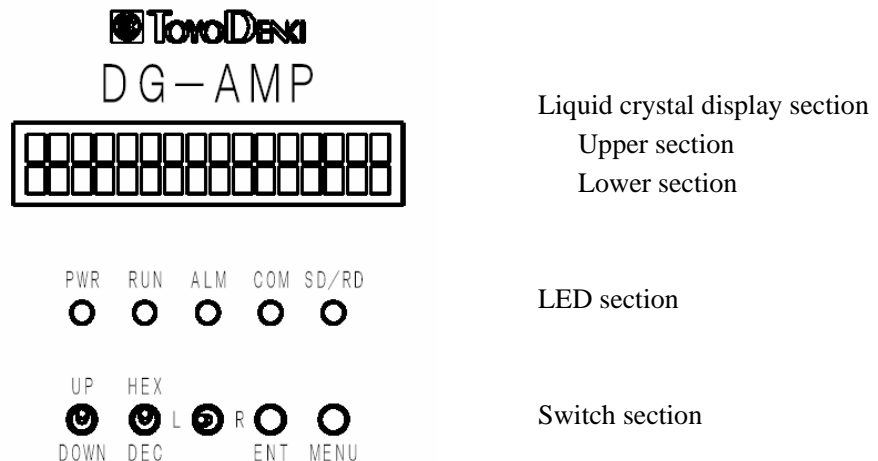 ToyoDenki
DG-AMP
Liquid crystal display section
Upper section
Lower section
PWR RUN ALM COM SD/RD
LED section
UP HEX
L R
Switch section
DOWN DEC ENT MENU